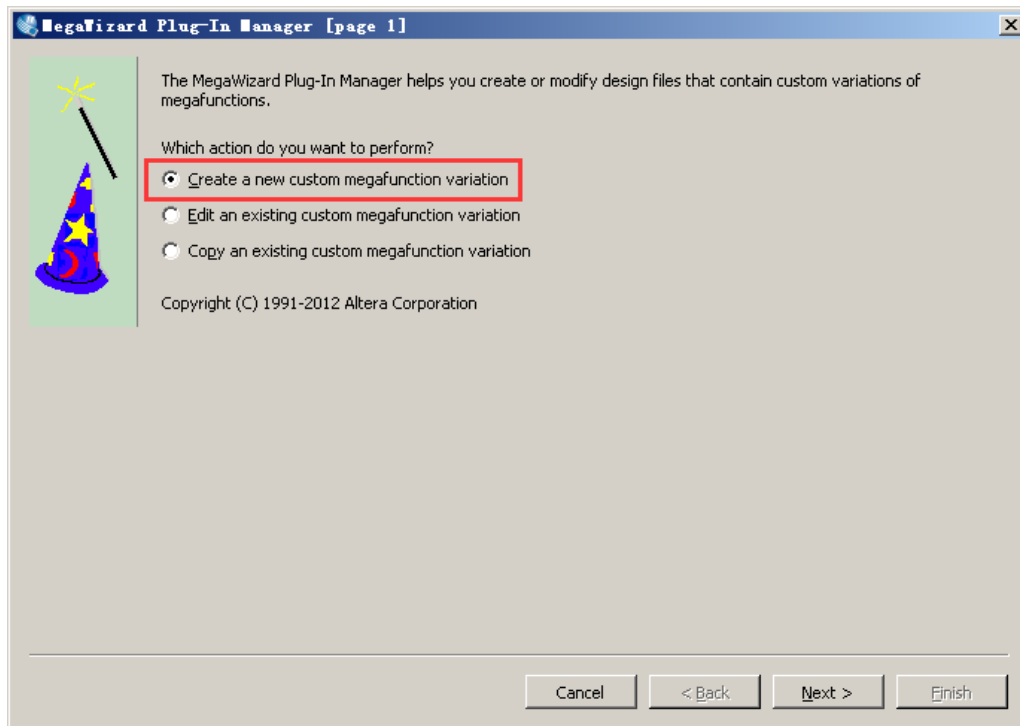 MegaWizard Plug-In Manager [page 1]
The MegaWizard Plug-In Manager helps you create or modify design files that contain custom variations of
megafunctions.
Which action do you want to perform?
Create a new custom megafunction variation
Edit an existing custom megafunction variation
Copy an existing custom megafunction variation
Copyright (C) 1991-2012 Altera Corporation
Cancel < Back Next > Finish